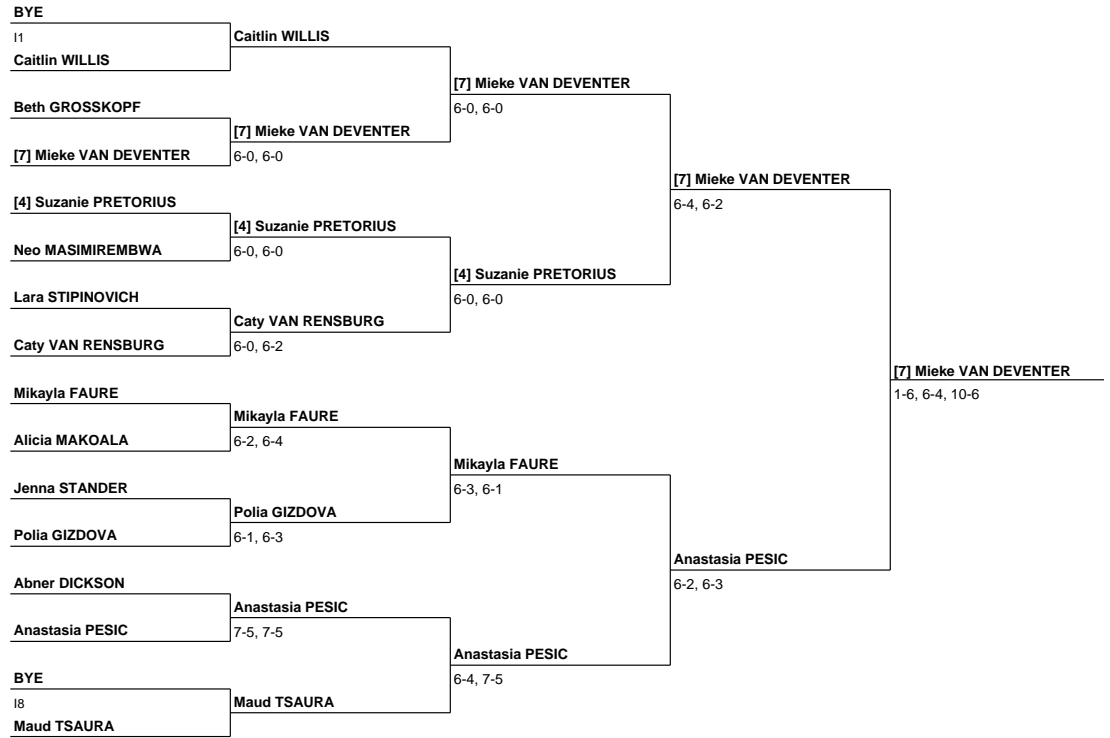 BYE
I1
Caitlin WILLIS
Beth GROSSKOPF
[7] Mieke VAN DEVENTER
[4] Suzanie PRETORIUS
Neo MASIMIREMBWA
Lara STIPINOVICH
Caty VAN RENSBURG
Mikayla FAURE
Alicia MAKOALA
Jenna STANDER
Polia GIZDOVA
Abner DICKSON
Anastasia PESIC
BYE
I8
Maud TSAURA
Caitlin WILLIS
[7] Mieke VAN DEVENTER
6-0, 6-0
[4] Suzanie PRETORIUS
6-0, 6-0
Caty VAN RENSBURG
6-0, 6-2
Mikayla FAURE
6-2, 6-4
Polia GIZDOVA
6-1, 6-3
Anastasia PESIC
7-5, 7-5
Maud TSAURA
[7] Mieke VAN DEVENTER
6-0, 6-0
[4] Suzanie PRETORIUS
6-0, 6-0
Mikayla FAURE
6-3, 6-1
Anastasia PESIC
6-4, 7-5
[7] Mieke VAN DEVENTER
6-4, 6-2
Anastasia PESIC
6-2, 6-3
[7] Mieke VAN DEVENTER
1-6, 6-4, 10-6